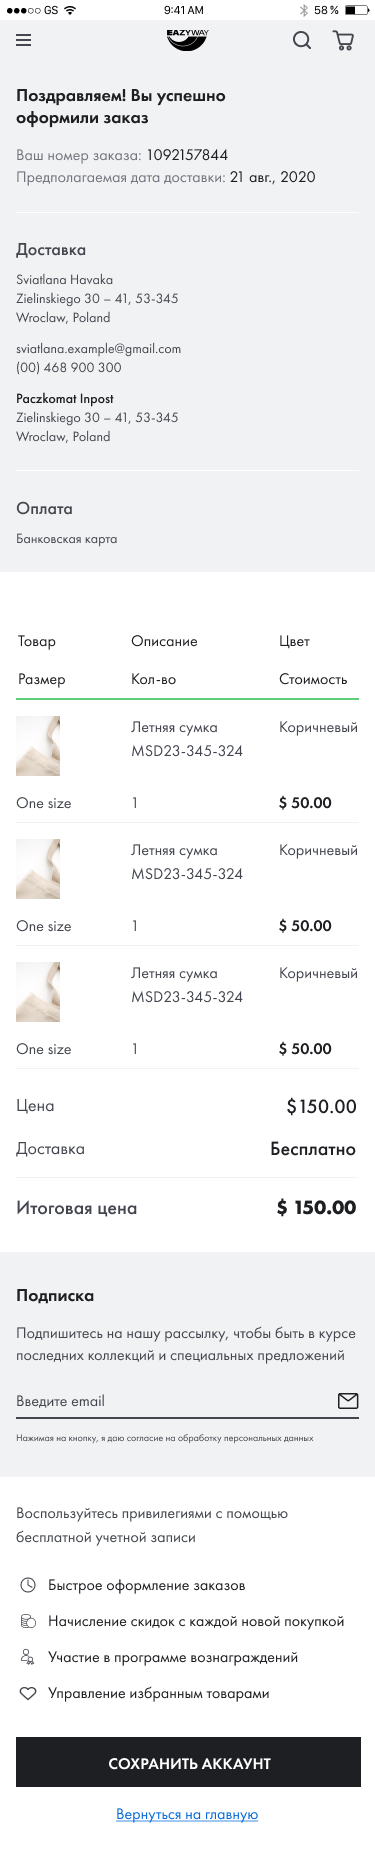 GS 9:41 AM 58 %
EAZYWAY
Поздравляем! Вы успешно
оформили заказ
Ваш номер заказа: 1092157844
Предполагаемая дата доставки: 21 авг., 2020
Доставка
Sviatlana Havaka
Zielinskiego 30 – 41, 53-345
Wroclaw, Poland
sviatlana.example@gmail.com
(00) 468 900 300
Paczkomat Inpost
Zielinskiego 30 – 41, 53-345
Wroclaw, Poland
Оплата
Банковская карта
Товар Описание Цвет
Размер Кол-во Стоимость
Летняя сумка Коричневый
MSD23-345-324
One size 1 $ 50.00
Летняя сумка Коричневый
MSD23-345-324
One size 1 $ 50.00
Летняя сумка Коричневый
MSD23-345-324
One size 1 $ 50.00
Цена $150.00
Доставка Бесплатно
Итоговая цена $ 150.00
Подписка
Подпишитесь на нашу рассылку, чтобы быть в курсе
последних коллекций и специальных предложений
Введите email
Нажимая на кнопку, я даю согласие на обработку персональных данных
Воспользуйтесь привилегиями с помощью
бесплатной учетной записи
Быстрое оформление заказов
Начисление скидок с каждой новой покупкой
Участие в программе вознаграждений
Управление избранным товарами
СОХРАНИТЬ АККАУНТ
Вернуться на главную